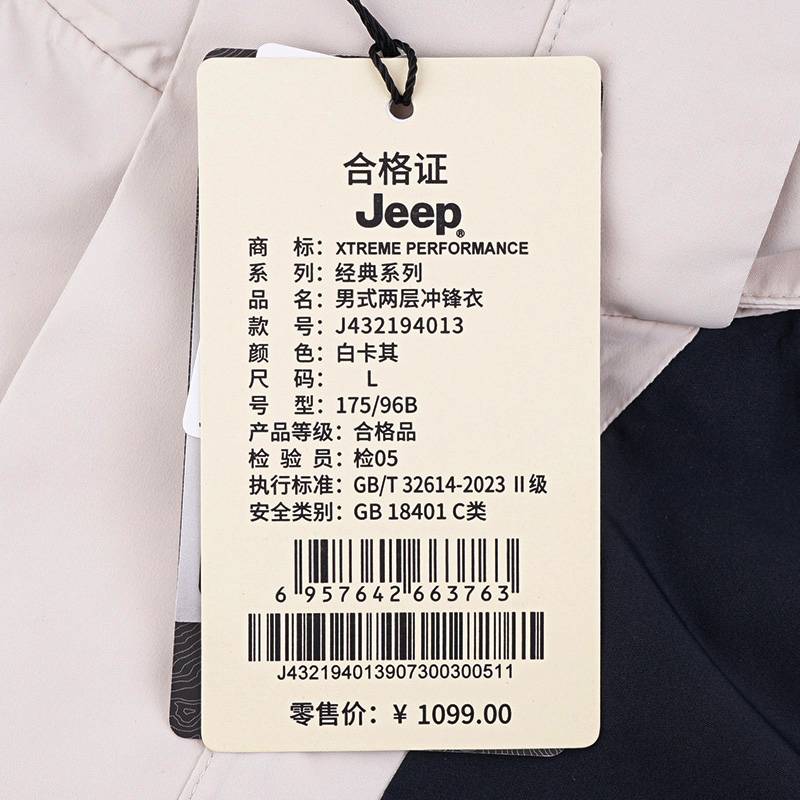 合格证
Jeep®
商 标：XTREME PERFORMANCE
系 列：经典系列
品 名：男式两层冲锋衣
款 号：J432194013
颜 色：白卡其
尺 码： L
号 型：175/96B
产品等级：合格品
检 验 员：检05
执行标准：GB/T 32614-2023 Ⅱ级
安全类别：GB 18401 C类
6 957642 663763
J432194013907300300511
零售价：¥ 1099.00